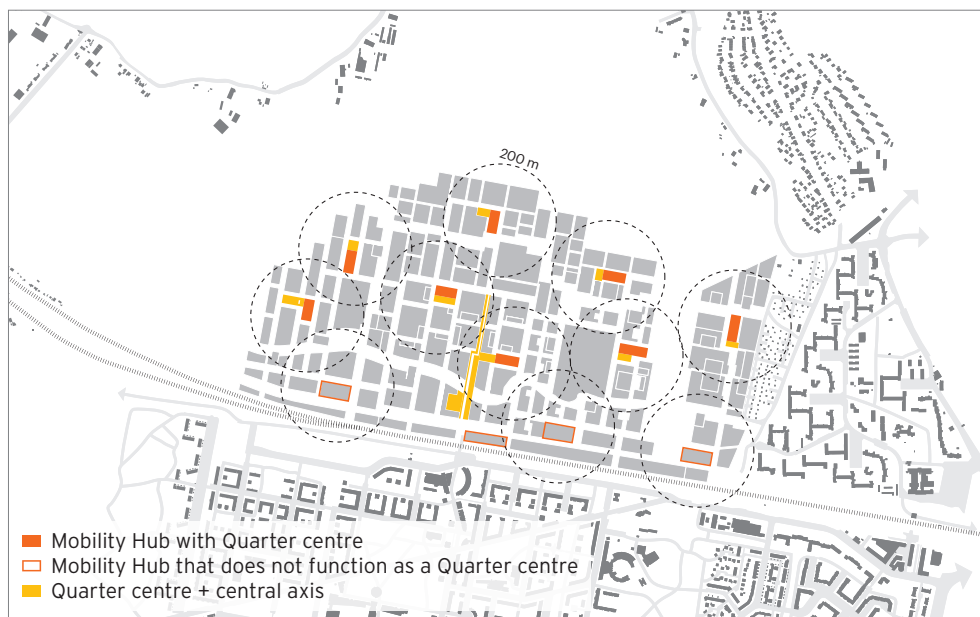 200 m
Mobility Hub with Quarter centre
Mobility Hub that does not function as a Quarter centre
Quarter centre + central axis